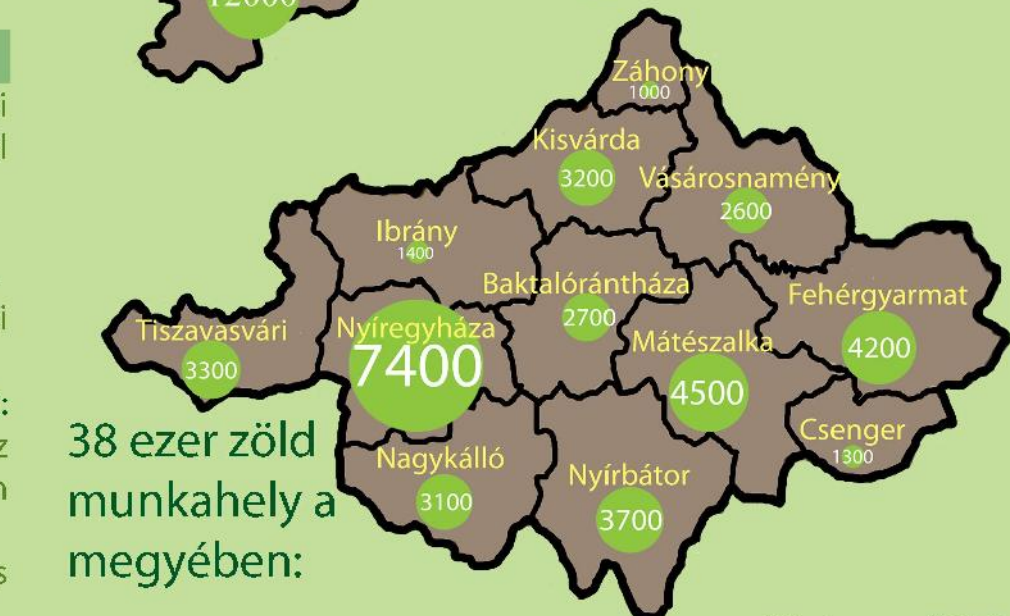 12000
Záhony
1000
Kisvárda
3200
Vásárosnamény
2600
Ibrány
1400
Baktalórántháza
2700
Fehérgyarmat
4200
Tiszavasvári
3300
Nyíregyháza
7400
Mátészalka
4500
Csenger
1300
Nagykálló
3100
Nyírbátor
3700
38 ezer zöld
munkahely a
megyében: